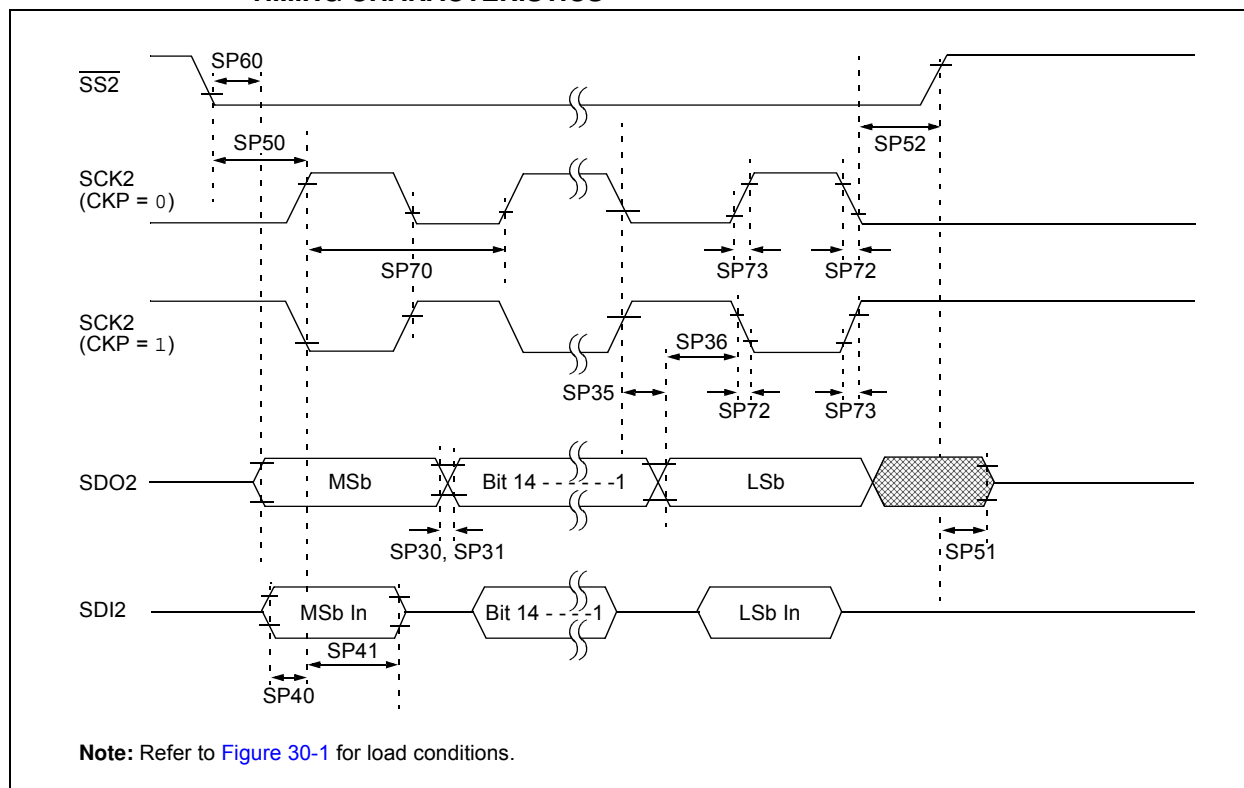 TIMING CHARACTERISTICS
SP60
SS2
SP50
SP52
SCK2
(CKP = 0)
SP70
SP73
SP72
SCK2
(CKP = 1)
SP36
SP35
SP72
SP73
SDO2
MSb
Bit 14 - - - - - -1
LSb
SP30, SP31
SP51
SDI2
MSb In
Bit 14 - - - -1
LSb In
SP41
SP40
Note: Refer to Figure 30-1 for load conditions.